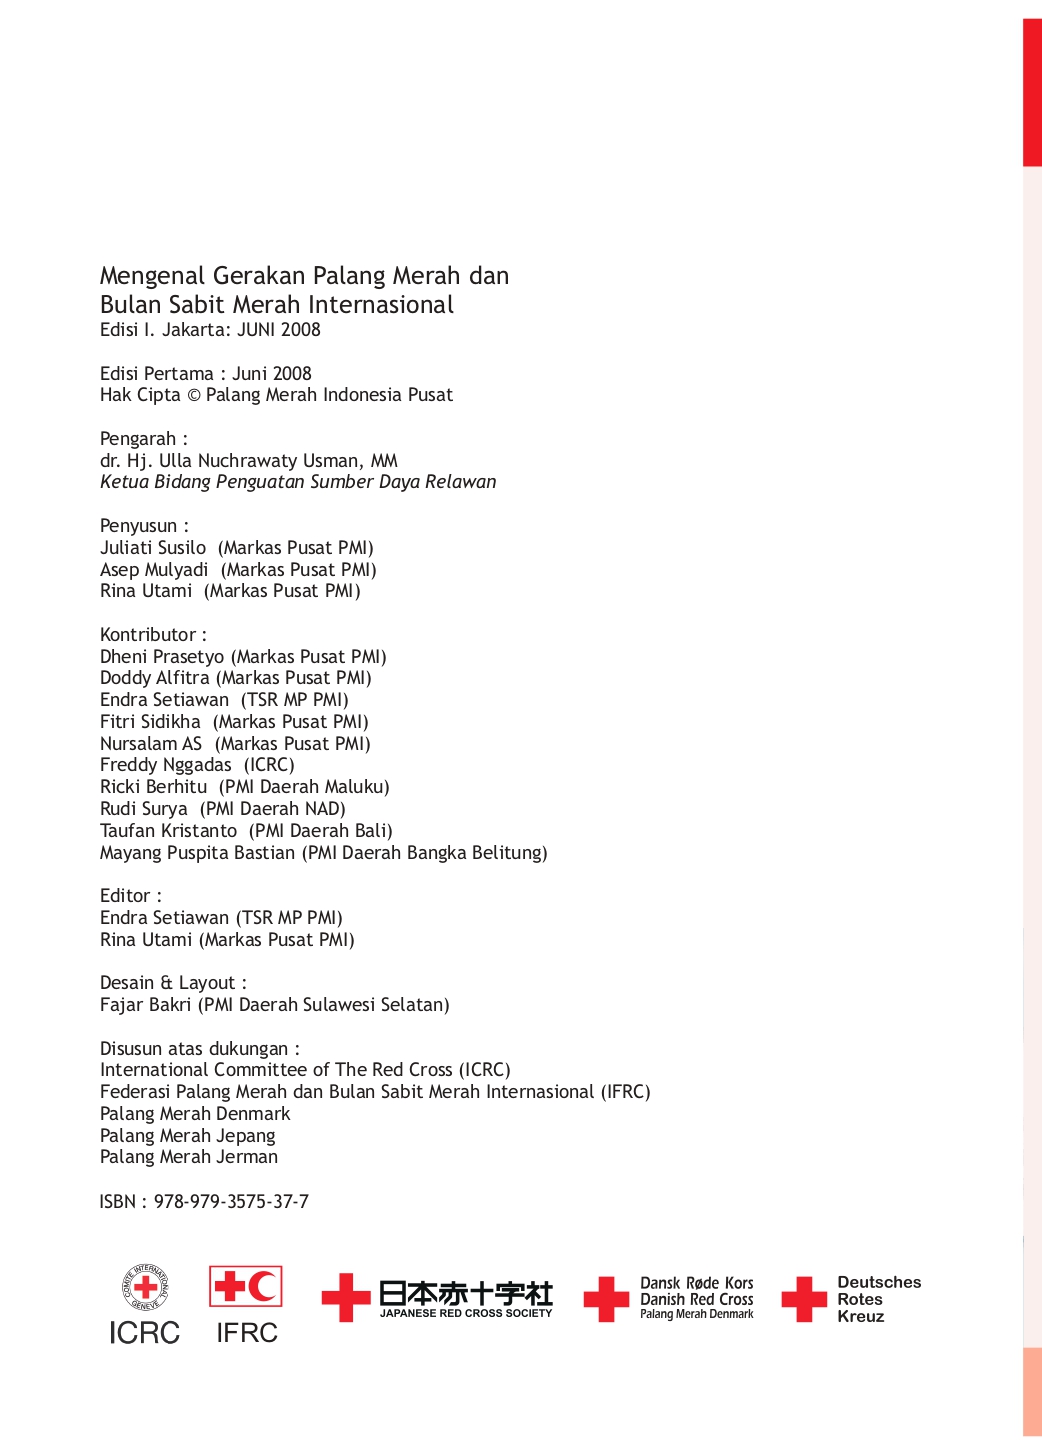 Mengenal Gerakan Palang Merah dan
Bulan Sabit Merah Internasional
Edisi I. Jakarta: JUNI 2008
Edisi Pertama : Juni 2008
Hak Cipta © Palang Merah Indonesia Pusat
Pengarah :
dr. Hj. Ulla Nuchrawaty Usman, MM
Ketua Bidang Penguatan Sumber Daya Relawan
Penyusun :
Juliati Susilo (Markas Pusat PMI)
Asep Mulyadi (Markas Pusat PMI)
Rina Utami (Markas Pusat PMI)
Kontributor :
Dheni Prasetyo (Markas Pusat PMI)
Doddy Alfitra (Markas Pusat PMI)
Endra Setiawan (TSR MP PMI)
Fitri Sidikha (Markas Pusat PMI)
Nursalam AS (Markas Pusat PMI)
Freddy Nggadas (ICRC)
Ricki Berhitu (PMI Daerah Maluku)
Rudi Surya (PMI Daerah NAD)
Taufan Kristanto (PMI Daerah Bali)
Mayang Puspita Bastian (PMI Daerah Bangka Belitung)
Editor :
Endra Setiawan (TSR MP PMI)
Rina Utami (Markas Pusat PMI)
Desain & Layout :
Fajar Bakri (PMI Daerah Sulawesi Selatan)
Disusun atas dukungan :
International Committee of The Red Cross (ICRC)
Federasi Palang Merah dan Bulan Sabit Merah Internasional (IFRC)
Palang Merah Denmark
Palang Merah Jepang
Palang Merah Jerman
ISBN : 978-979-3575-37-7
COMITE INTERNATIONAL GENEVE
ICRC
IFRC
日本赤十字社
JAPANESE RED CROSS SOCIETY
Dansk Røde Kors
Danish Red Cross
Palang Merah Denmark
Deutsches
Rotes
Kreuz